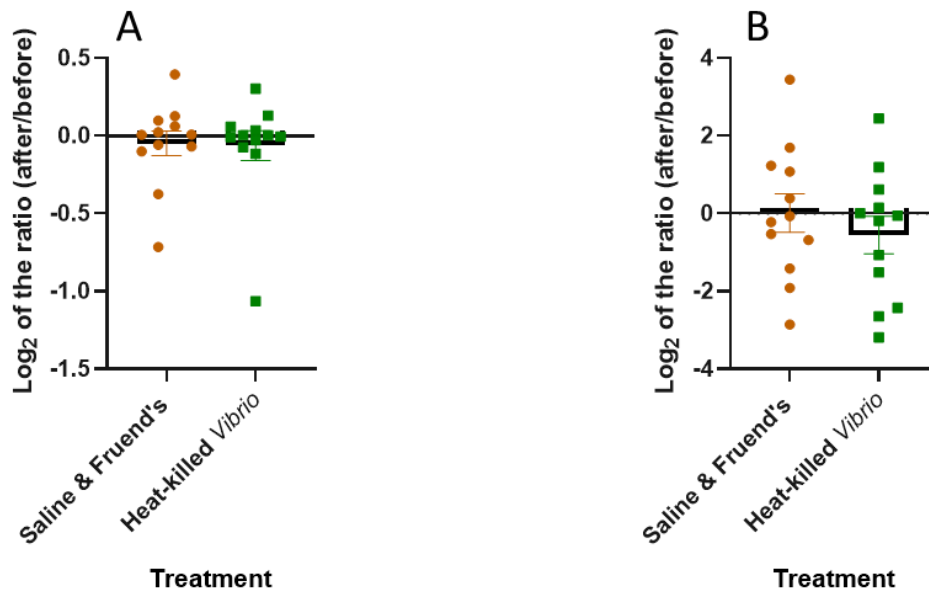 A
Log₂ of the ratio (after/before)
0.5
0.0
-0.5
-1.0
-1.5
Saline & Fruend's
Heat-killed Vibrio
Treatment
B
Log₂ of the ratio (after/before)
4
2
0
-2
-4
Saline & Fruend's
Heat-killed Vibrio
Treatment